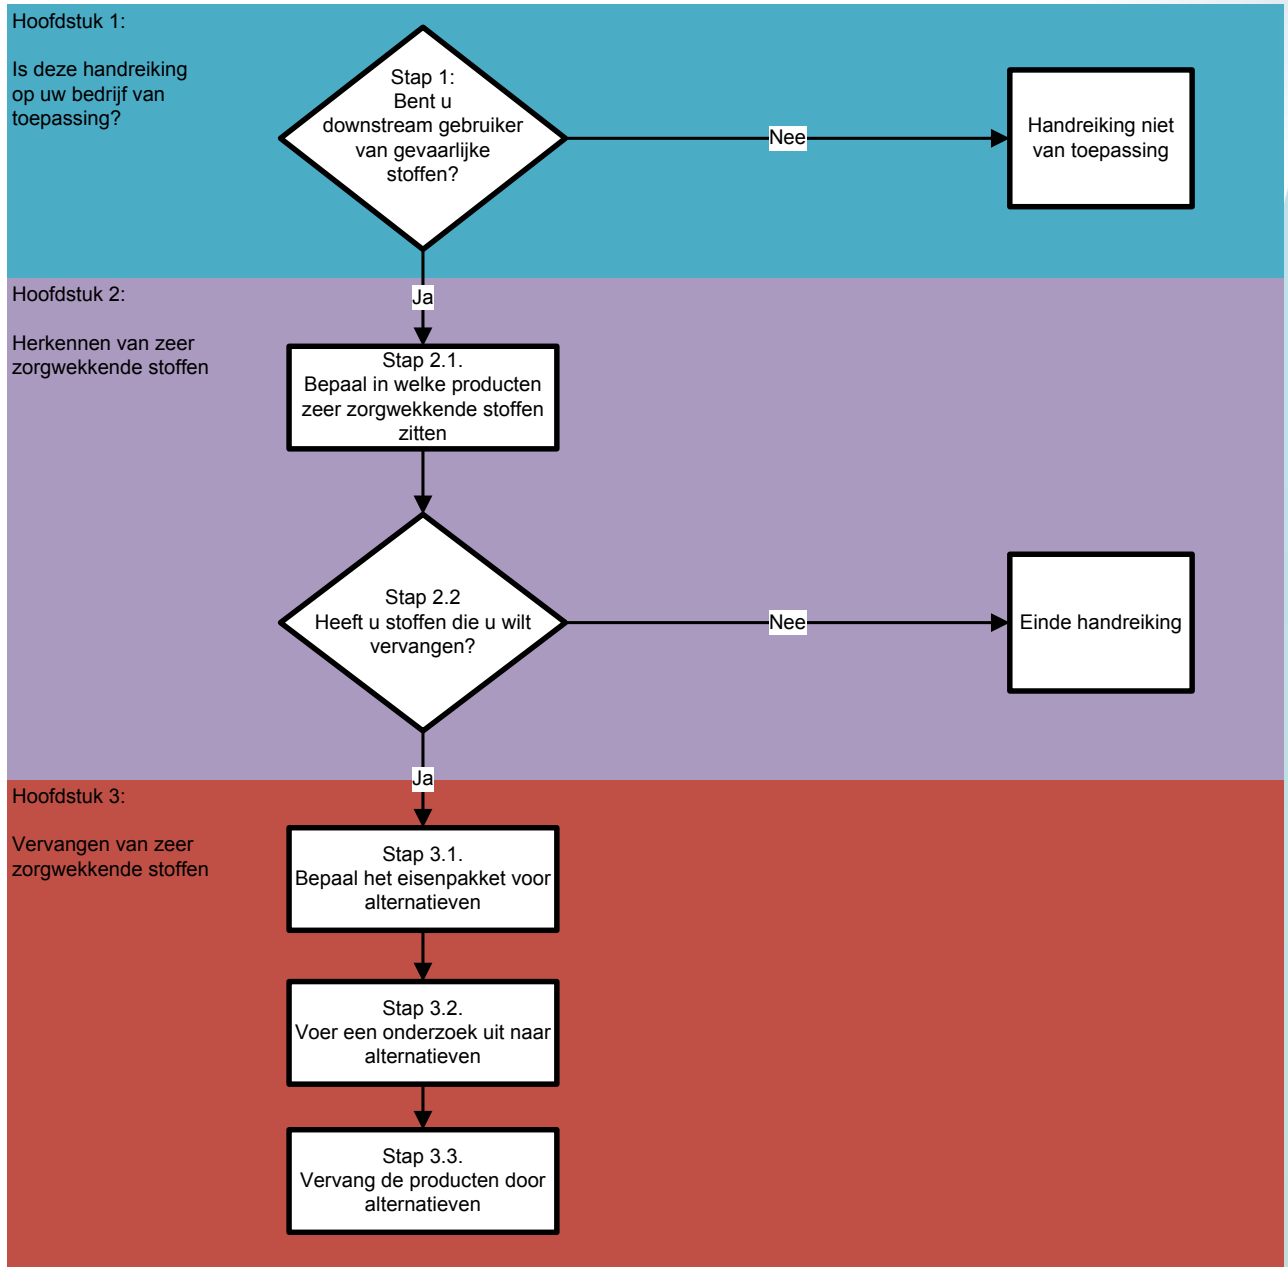 Hoofdstuk 1:
Is deze handreiking
op uw bedrijf van
toepassing?
Stap 1:
Bent u
downstream gebruiker
van gevaarlijke
stoffen?
Nee
Handreiking niet
van toepassing
Ja
Hoofdstuk 2:
Herkennen van zeer
zorgwekkende stoffen
Stap 2.1.
Bepaal in welke producten
zeer zorgwekkende stoffen
zitten
Stap 2.2
Heeft u stoffen die u wilt
vervangen?
Nee
Einde handreiking
Ja
Hoofdstuk 3:
Vervangen van zeer
zorgwekkende stoffen
Stap 3.1.
Bepaal het eisenpakket voor
alternatieven
Stap 3.2.
Voer een onderzoek uit naar
alternatieven
Stap 3.3.
Vervang de producten door
alternatieven